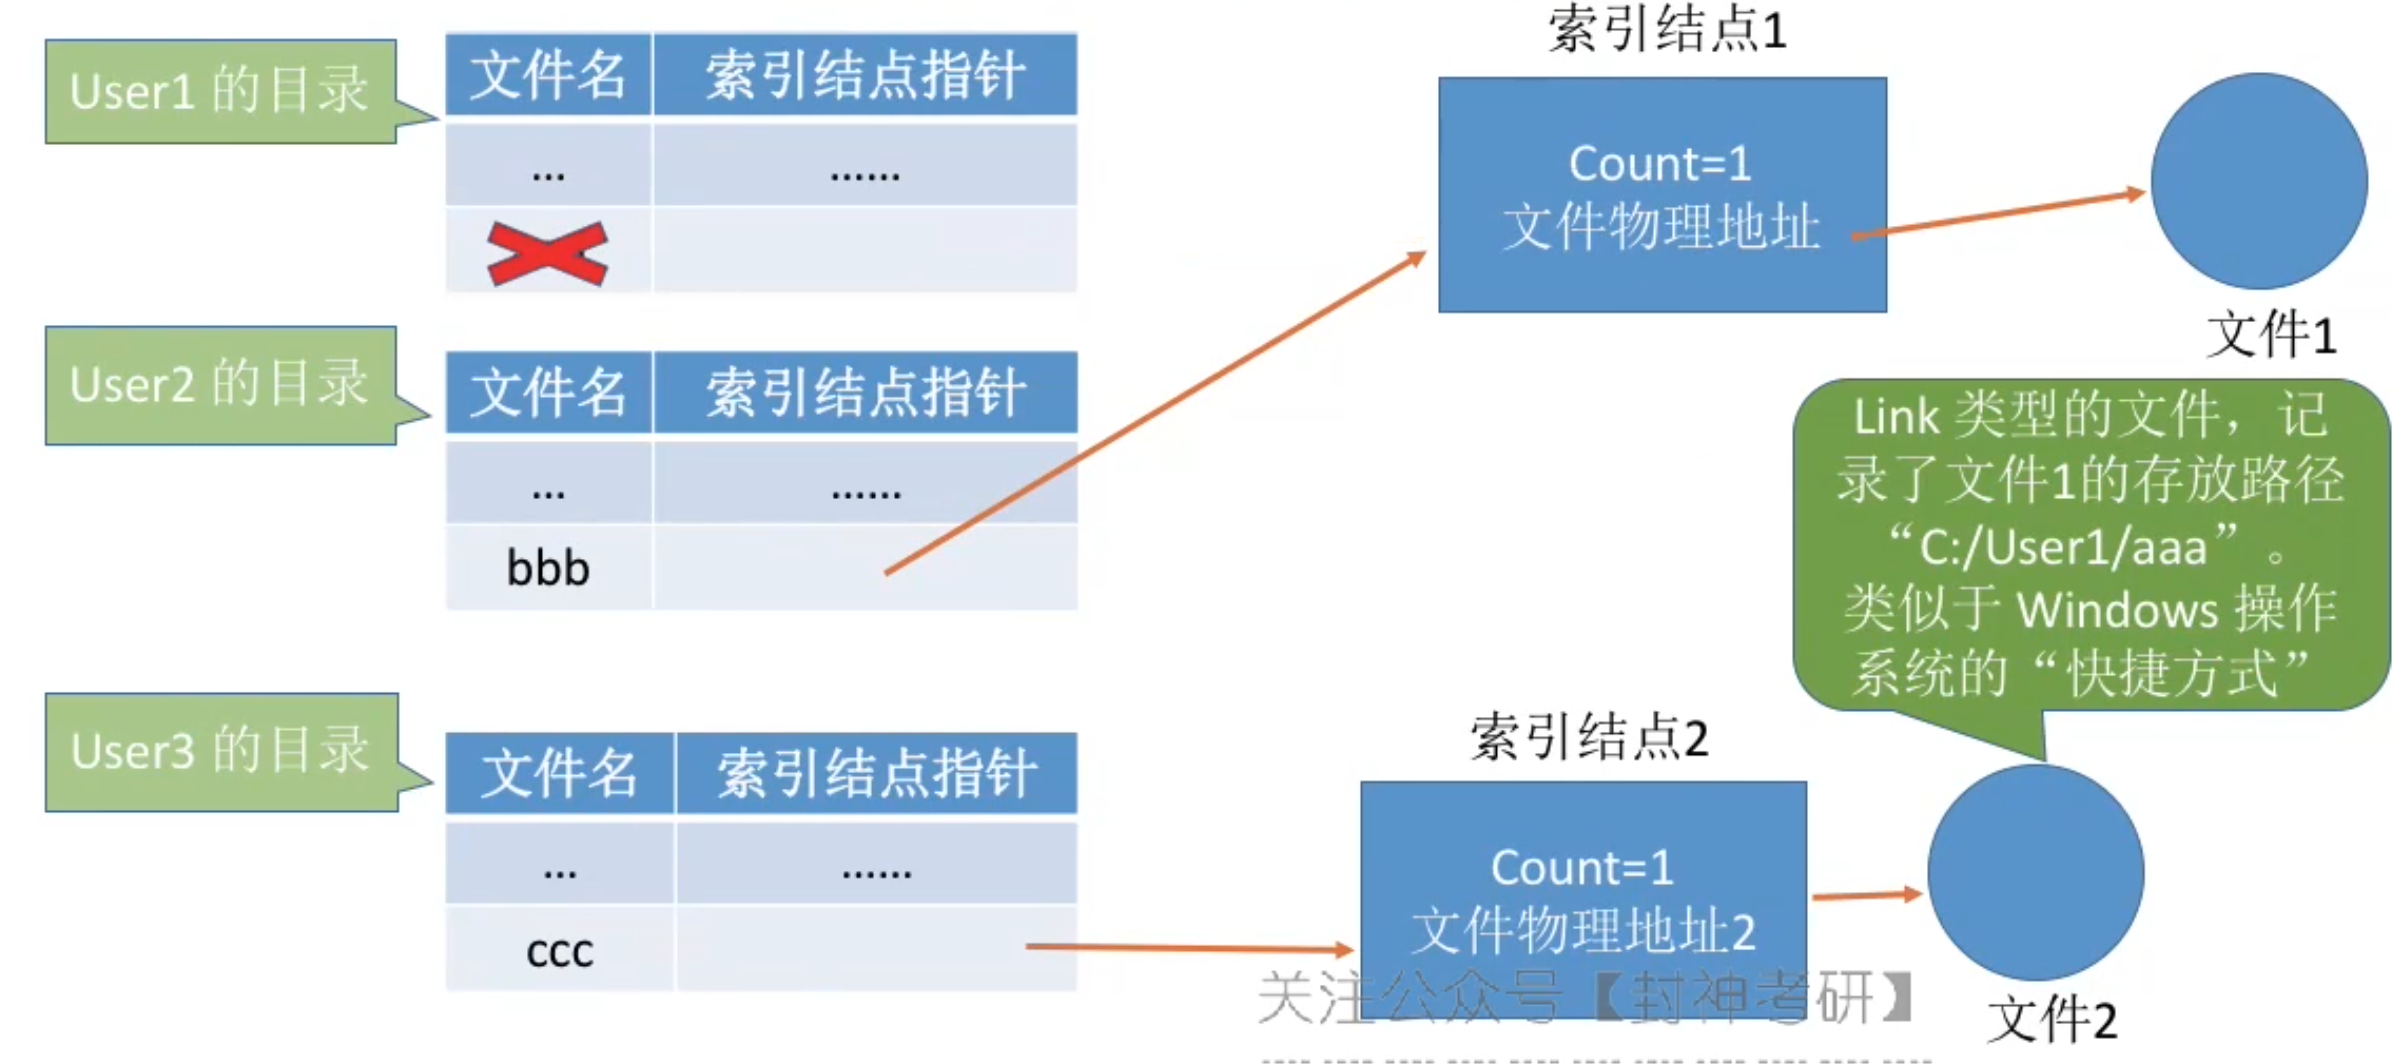 User1 的目录
文件名 索引结点指针
... ......
User2 的目录
文件名 索引结点指针
... ......
bbb
User3 的目录
文件名 索引结点指针
... ......
ccc
索引结点1
Count=1
文件物理地址
文件1
Link 类型的文件，记
录了文件1的存放路径
“C:/User1/aaa”。
类似于 Windows 操作
系统的“快捷方式”
索引结点2
Count=1
文件物理地址2
文件2
关注公众号【封神考研】